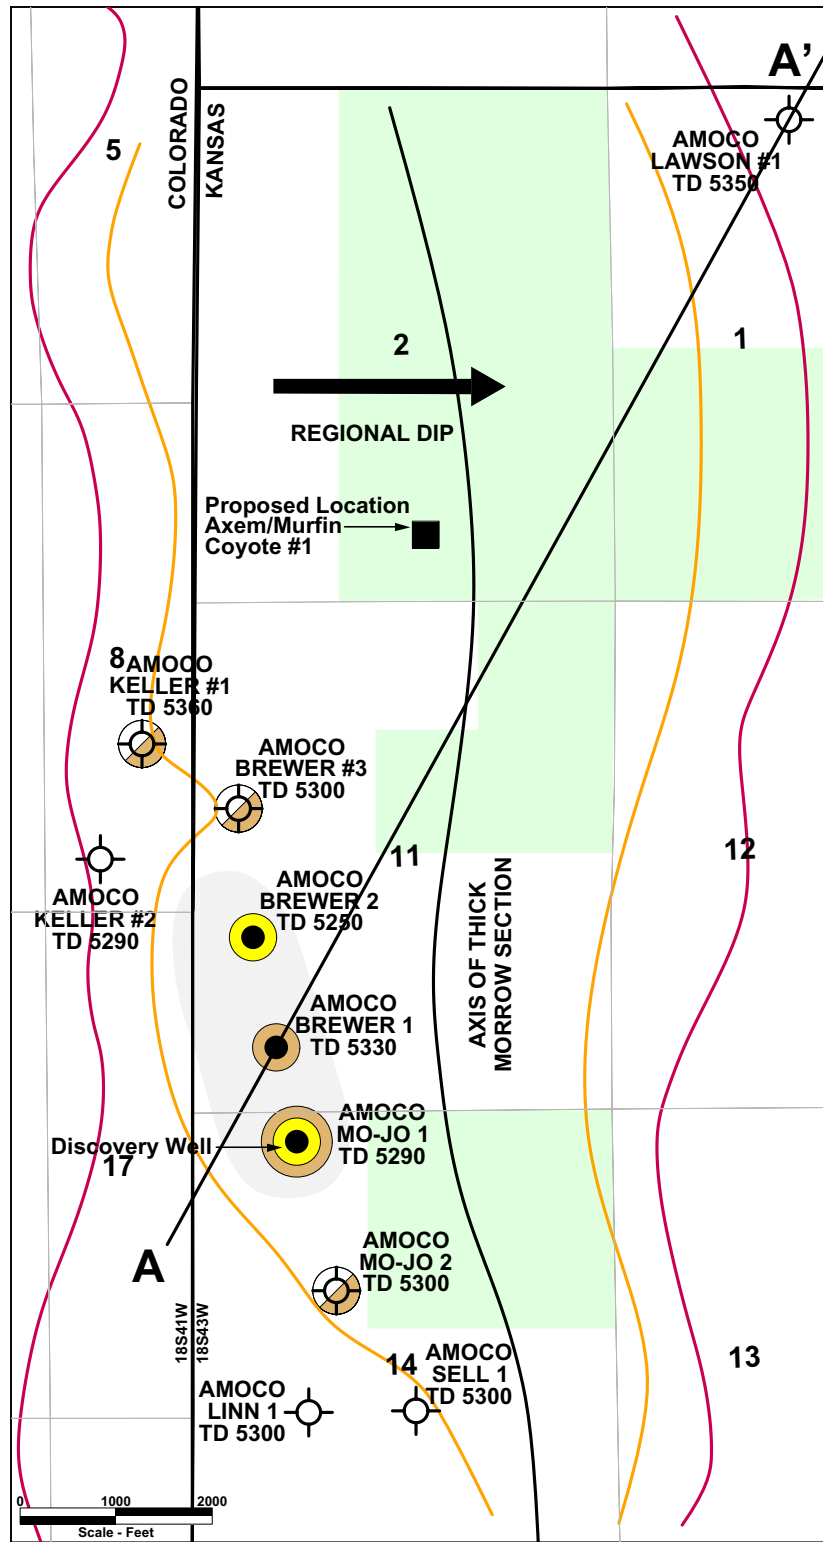 A’
COLORADO
KANSAS
5
AMOCO
LAWSON #1
TD 5350
2
1
REGIONAL DIP
Proposed Location
Axem/Murfin
Coyote #1
8
AMOCO
KELLER #1
TD 5360
AMOCO
BREWER #3
TD 5300
11
12
AMOCO
KELLER #2
TD 5290
AMOCO
BREWER 2
TD 5250
AXIS OF THICK
MORROW SECTION
AMOCO
BREWER 1
TD 5330
AMOCO
MO-JO 1
TD 5290
Discovery Well
17
A
AMOCO
MO-JO 2
TD 5300
18S41W
18S43W
14
13
AMOCO
SELL 1
TD 5300
AMOCO
LINN 1
TD 5300
0 1000 2000
Scale - Feet